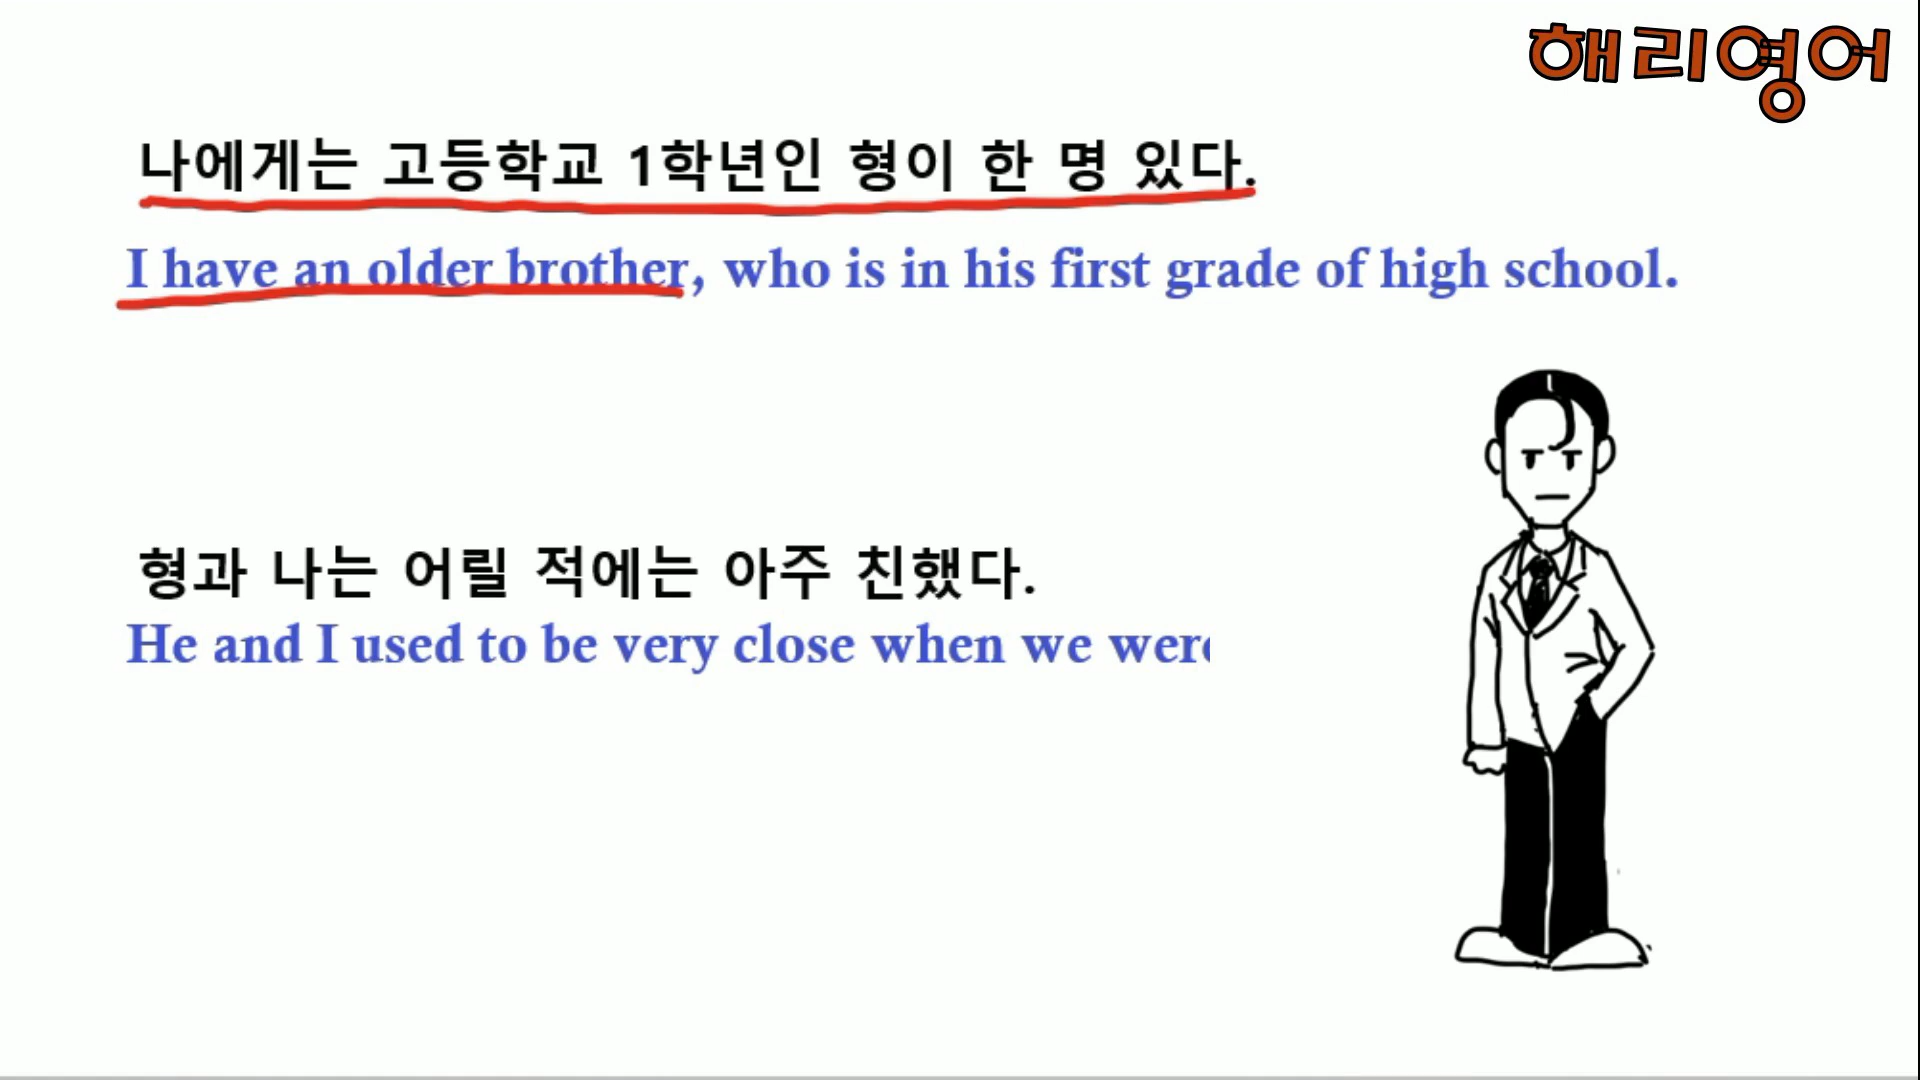 해리영어
나에게는 고등학교 1학년인 형이 한 명 있다.
I have an older brother, who is in his first grade of high school.
형과 나는 어릴 적에는 아주 친했다.
He and I used to be very close when we were